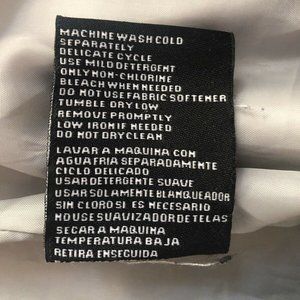 MACHINE WASH COLD
SEPARATELY
DELICATE CYCLE
USE MILD DETERGENT
ONLY NON-CHLORINE
BLEACH WHEN NEEDED
DO NOT USE FABRIC SOFTENER
TUMBLE DRY LOW
REMOVE PROMPTLY
LOW IRON IF NEEDED
DO NOT DRYCLEAN
LAVAR A MAQUINA CON
AGUA FRIA SEPARADAMENTE
CICLO DELICADO
USAR DETERGENTE SUAVE
USAR SOLAMENTE BLANQUEADOR
SIN CLORO SI ES NECESARIO
NO USE SUAVIZADOR DE TELAS
SECAR A MAQUINA
TEMPERATURA BAJA
RETIRA ENSEGUIDA